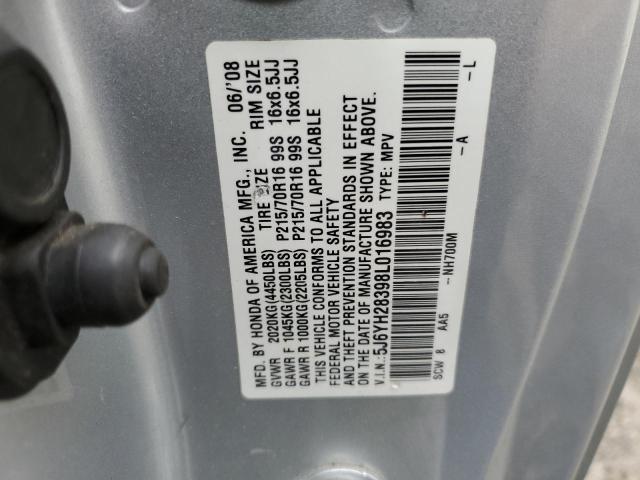 MFD. BY HONDA OF AMERICA MFG., INC. 06/'08
GVWR 2020KG(4450LBS) TIRE SIZE RIM SIZE
GAWR F 1045KG(2300LBS) P215/70R16 99S 16x6.5JJ
GAWR R 1000KG(2205LBS) P215/70R16 99S 16x6.5JJ
THIS VEHICLE CONFORMS TO ALL APPLICABLE
FEDERAL MOTOR VEHICLE SAFETY
AND THEFT PREVENTION STANDARDS IN EFFECT
ON THE DATE OF MANUFACTURE SHOWN ABOVE.
V.I.N.:5J6YH28398L016983 TYPE: MPV
SCW 8 AA5 -NH700M -A -L